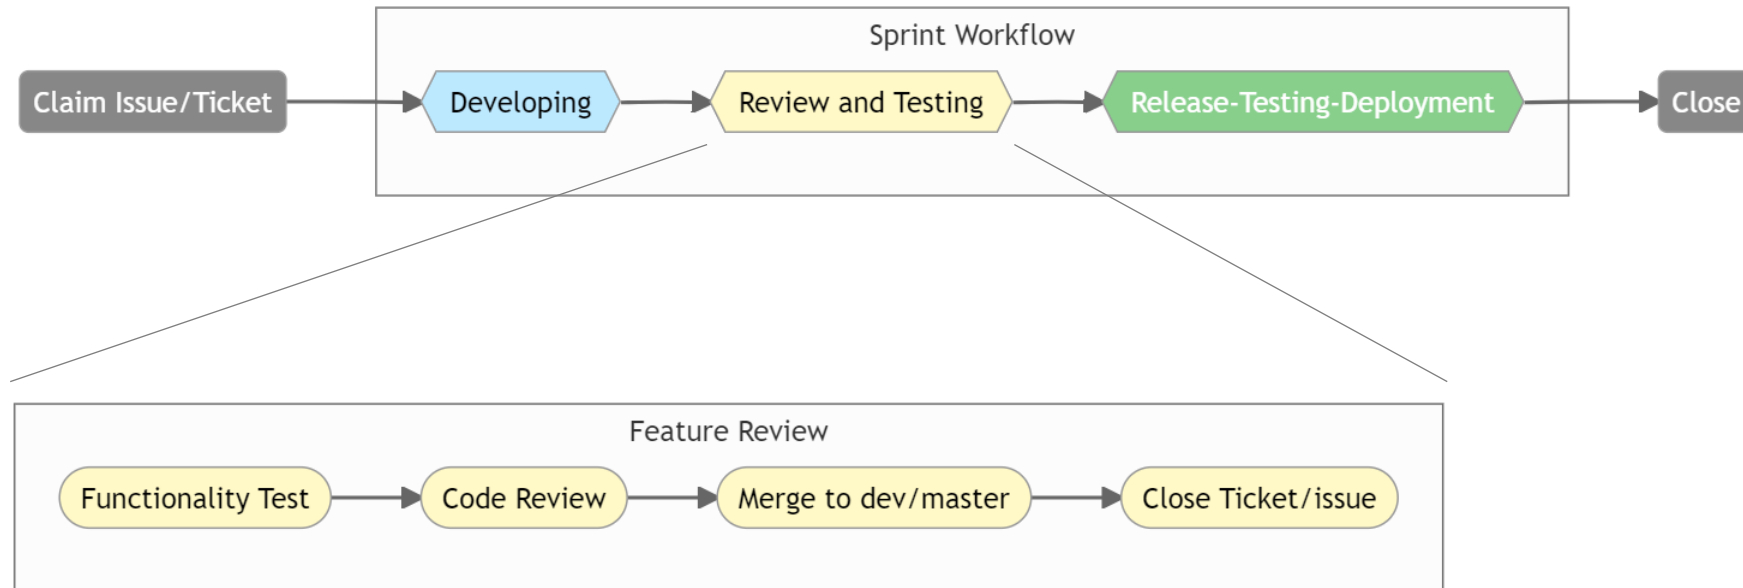 Sprint Workflow
Claim Issue/Ticket
Developing
Review and Testing
Release-Testing-Deployment
Close
Feature Review
Functionality Test
Code Review
Merge to dev/master
Close Ticket/issue